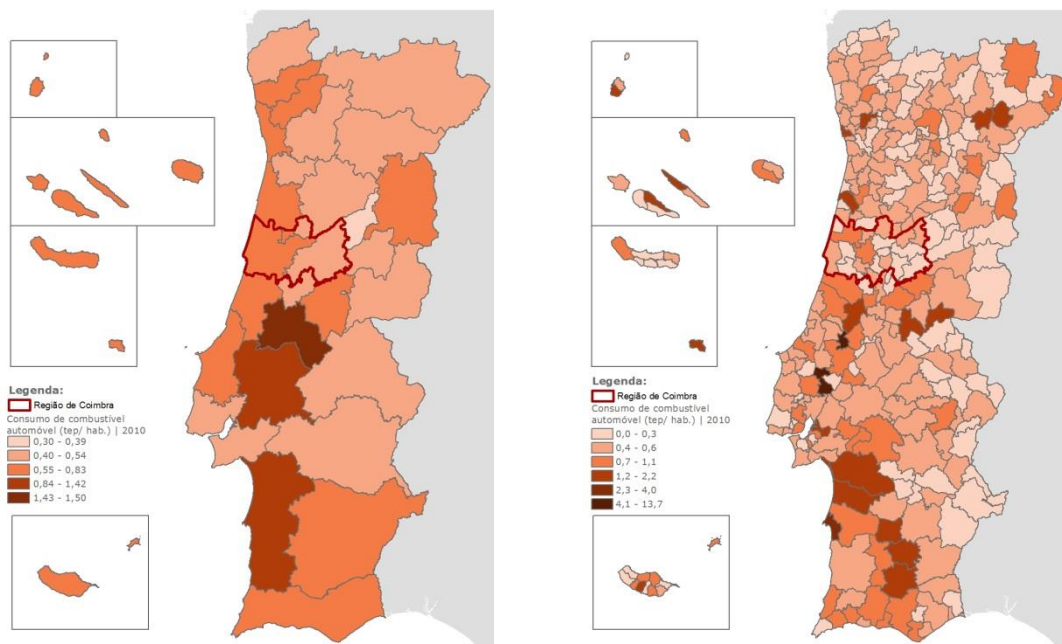 Legenda:
Região de Coimbra
Consumo de combustível
automóvel (tep/ hab.) | 2010
0,30 - 0,39
0,40 - 0,54
0,55 - 0,83
0,84 - 1,42
1,43 - 1,50
Legenda:
Região de Coimbra
Consumo de combustível
automóvel (tep/ hab.) | 2010
0,0 - 0,3
0,4 - 0,6
0,7 - 1,1
1,2 - 2,2
2,3 - 4,0
4,1 - 13,7